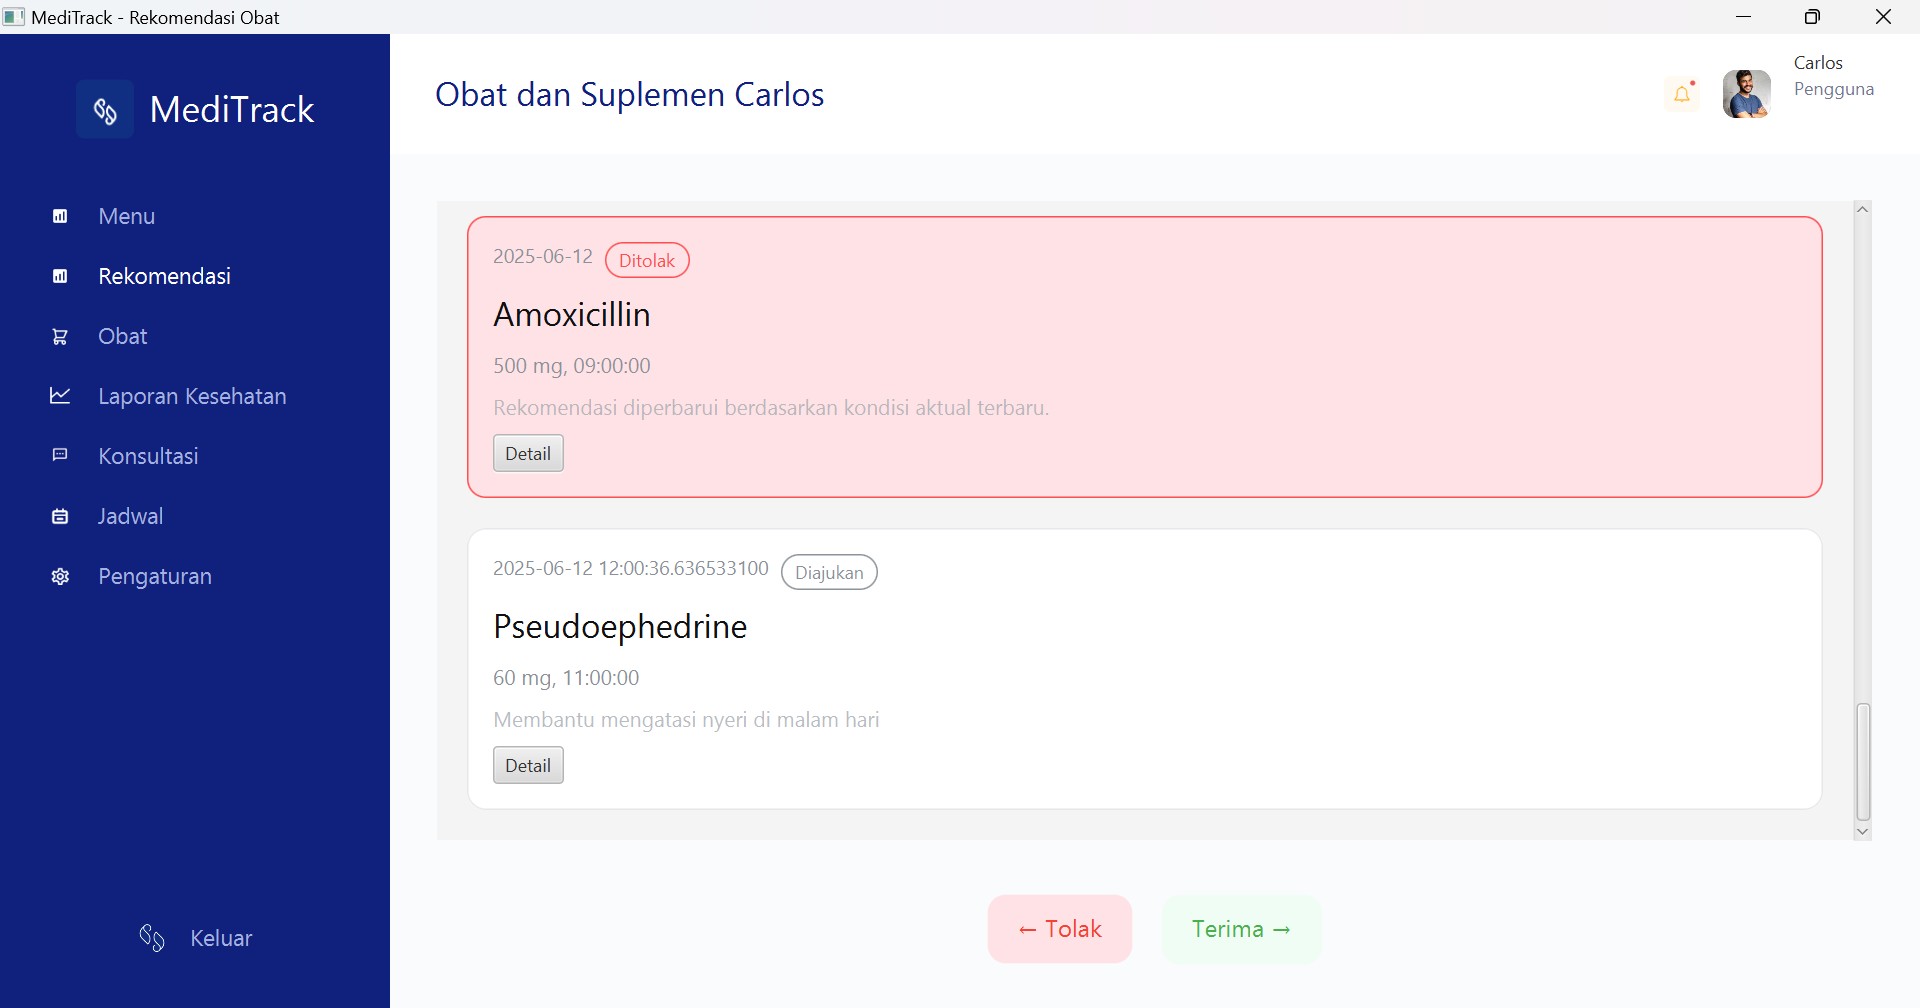 MediTrack - Rekomendasi Obat
MediTrack
Menu
Rekomendasi
Obat
Laporan Kesehatan
Konsultasi
Jadwal
Pengaturan
Keluar
Obat dan Suplemen Carlos
Carlos
Pengguna
2025-06-12 Ditolak
Amoxicillin
500 mg, 09:00:00
Rekomendasi diperbarui berdasarkan kondisi aktual terbaru.
Detail
2025-06-12 12:00:36.636533100 Diajukan
Pseudoephedrine
60 mg, 11:00:00
Membantu mengatasi nyeri di malam hari
Detail
← Tolak
Terima →